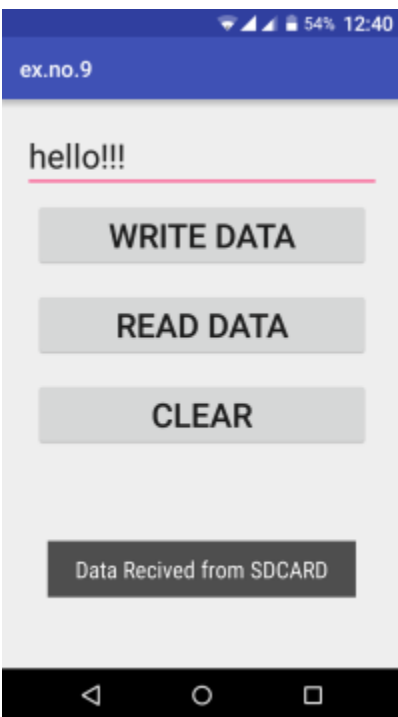 54% 12:40
ex.no.9
hello!!!
WRITE DATA
READ DATA
CLEAR
Data Recived from SDCARD